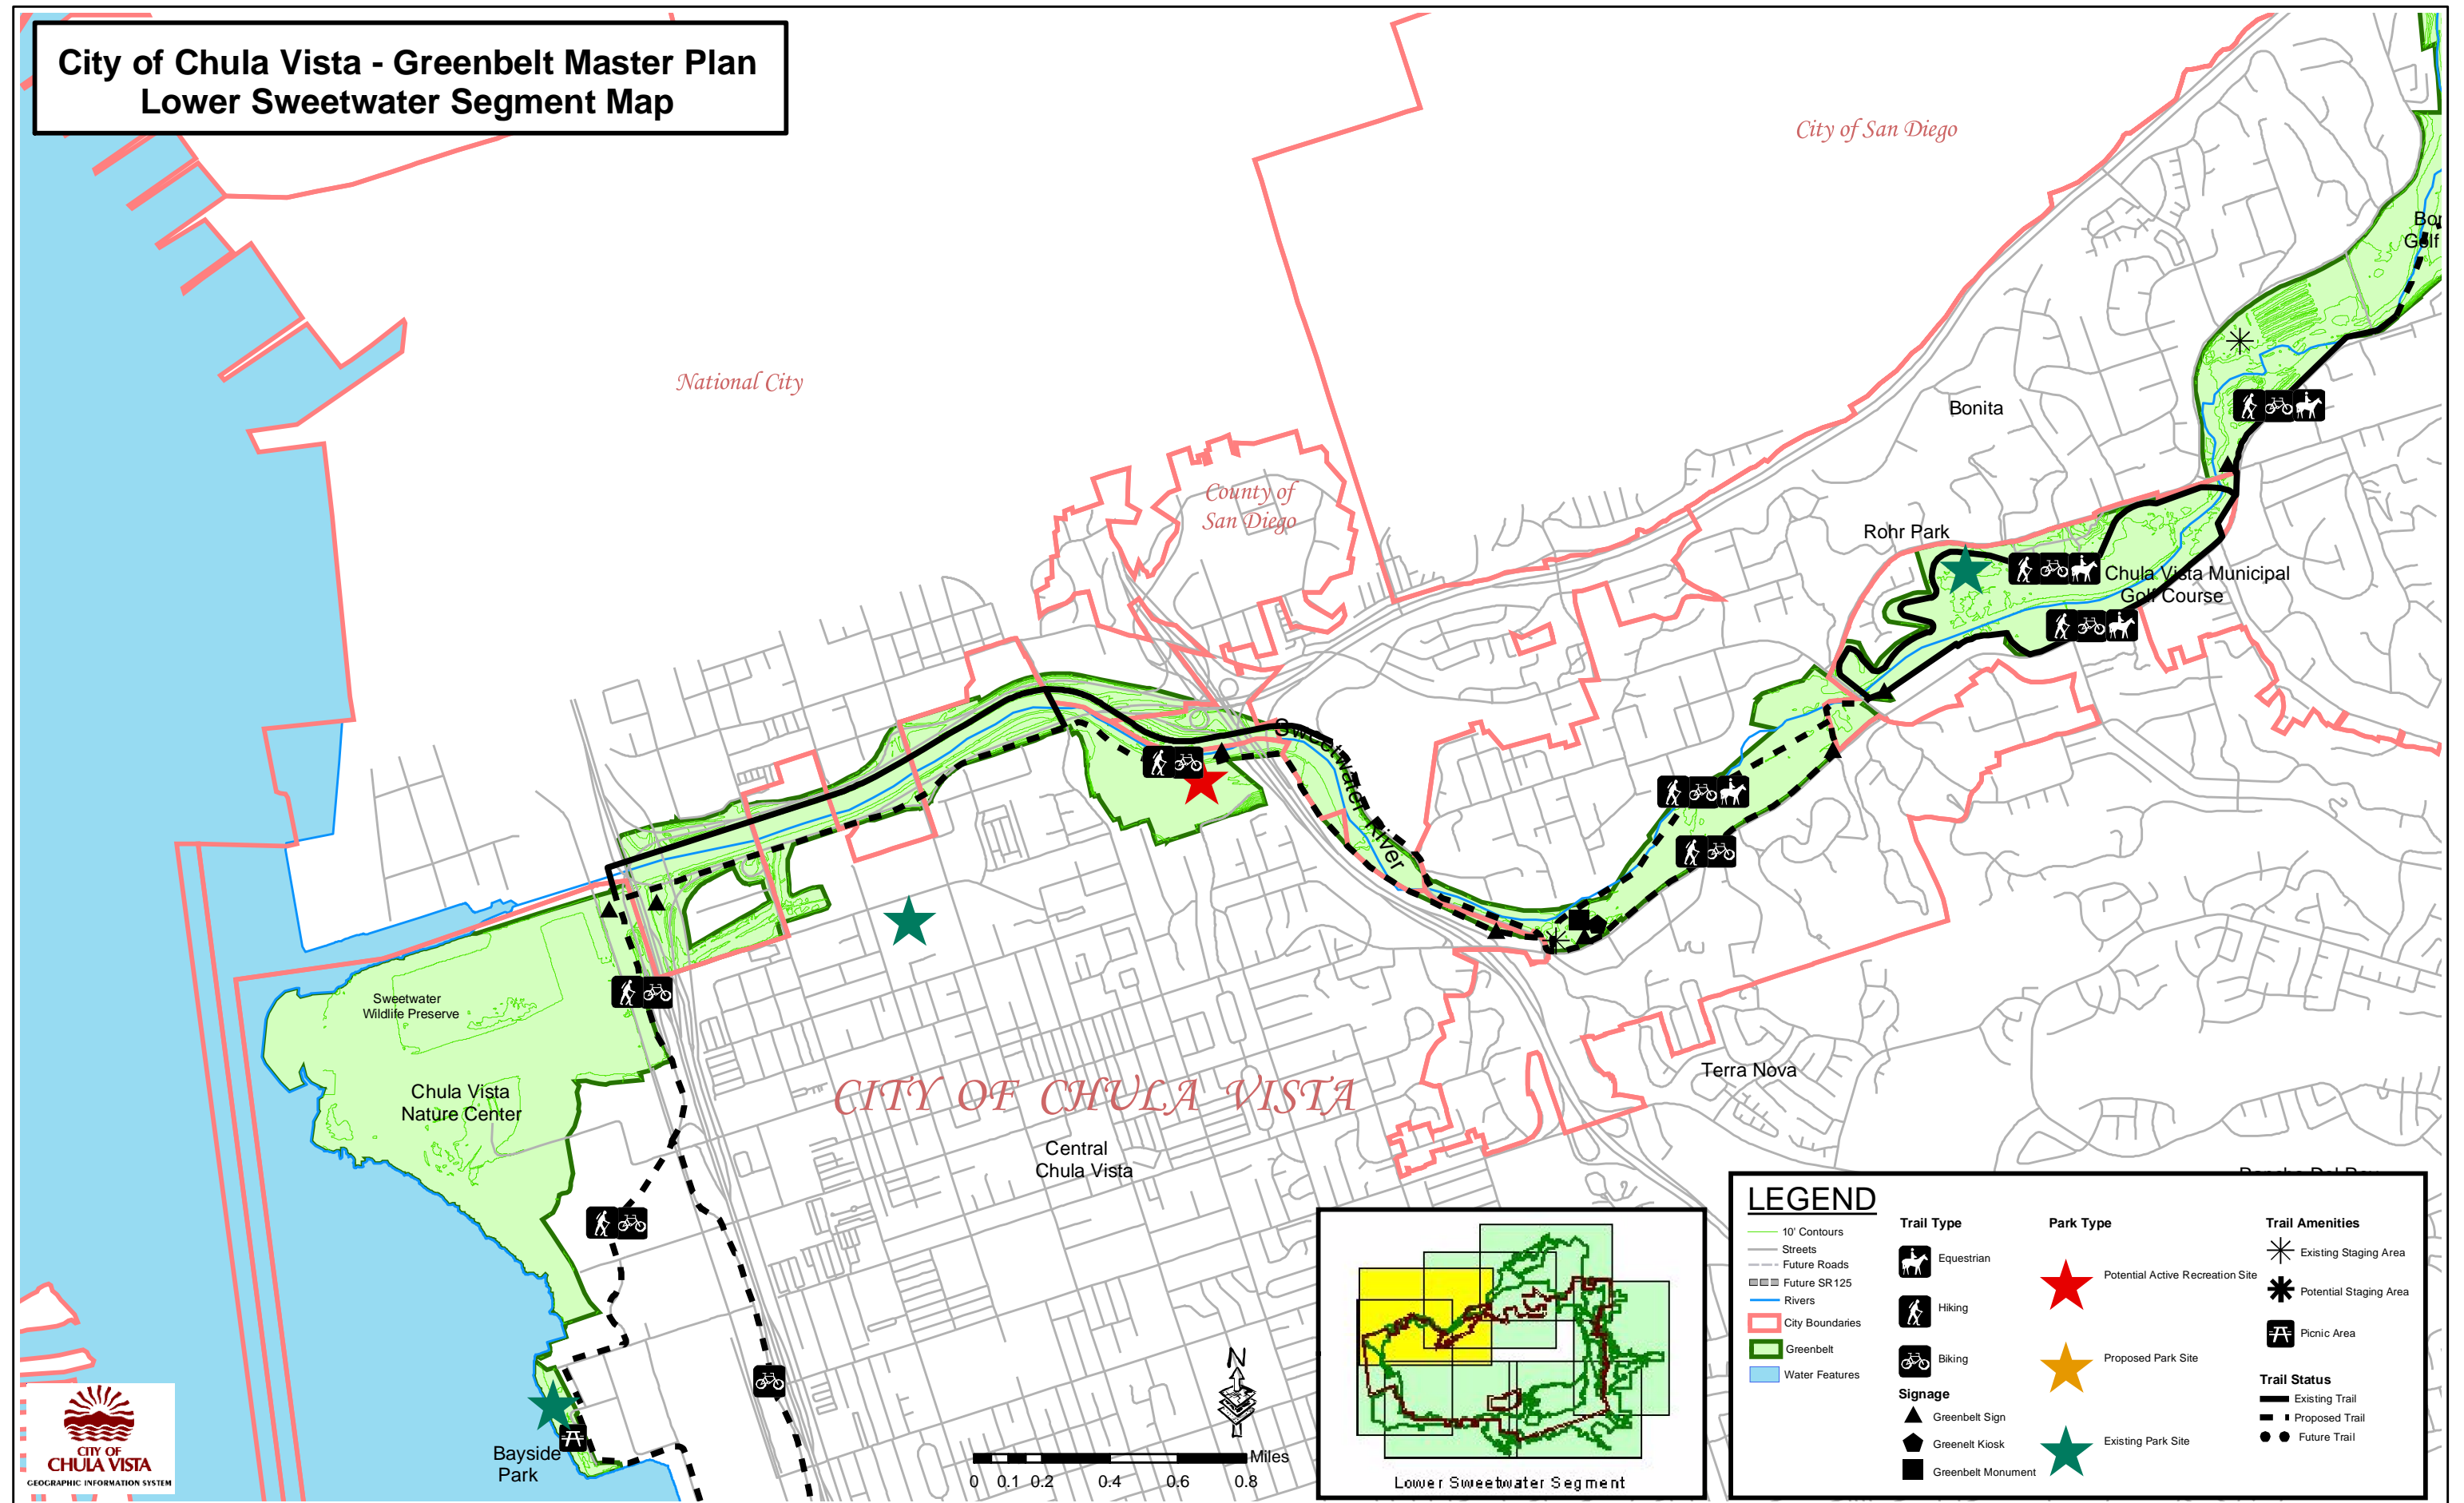 City of Chula Vista - Greenbelt Master Plan
Lower Sweetwater Segment Map
City of San Diego
Bo
Golf
National City
Bonita
County of
San Diego
Rohr Park
Chula Vista Municipal
Golf Course
Sweetwater River
Sweetwater
Wildlife Preserve
Chula Vista
Nature Center
CITY OF CHULA VISTA
Terra Nova
Central
Chula Vista
Bayside
Park
N
Miles
0 0.1 0.2 0.4 0.6 0.8
CITY OF
CHULA VISTA
GEOGRAPHIC INFORMATION SYSTEM
Lower Sweetwater Segment
LEGEND
10' Contours
Streets
Future Roads
Future SR125
Rivers
City Boundaries
Greenbelt
Water Features
Trail Type
Equestrian
Hiking
Biking
Signage
Greenbelt Sign
Greenelt Kiosk
Greenbelt Monument
Park Type
Potential Active Recreation Site
Proposed Park Site
Existing Park Site
Trail Amenities
Existing Staging Area
Potential Staging Area
Picnic Area
Trail Status
Existing Trail
Proposed Trail
Future Trail